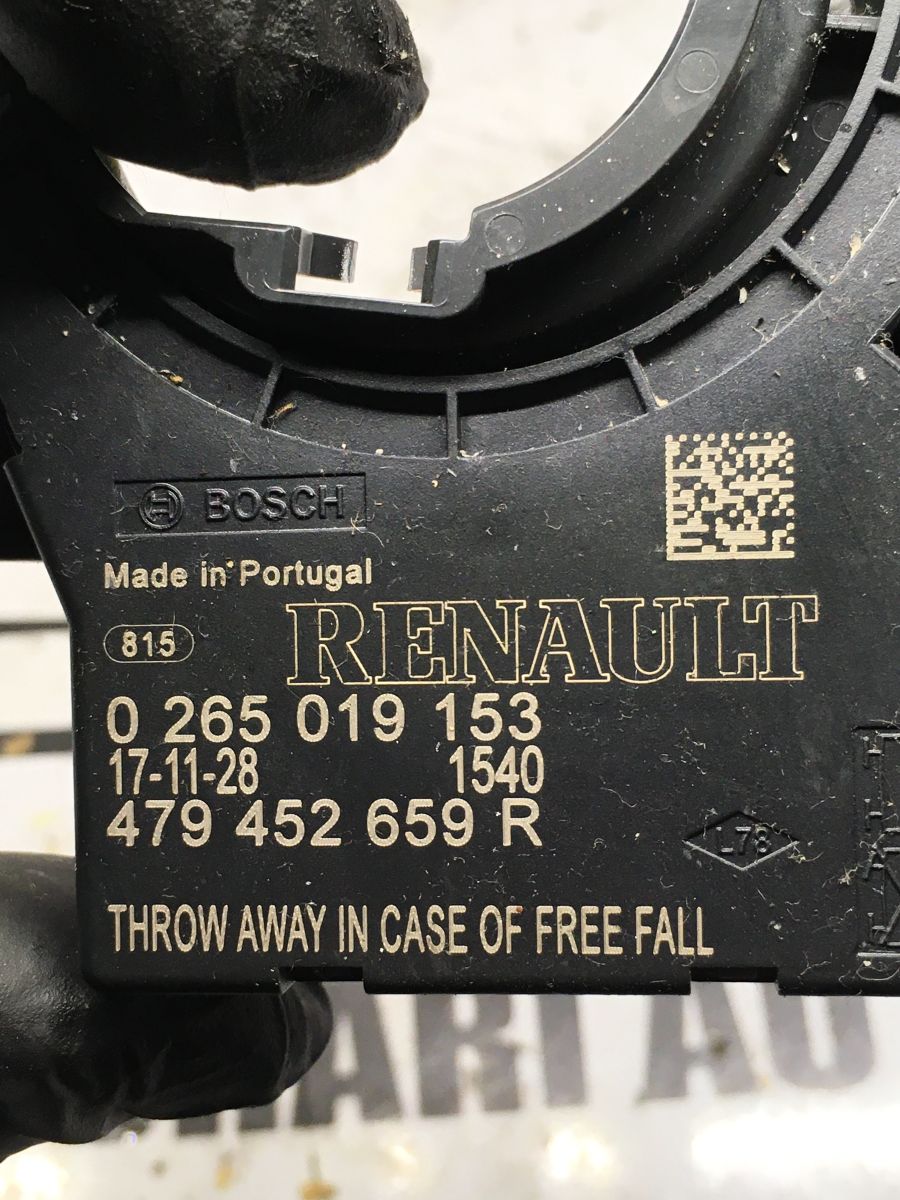 BOSCH
Made in Portugal
815
RENAULT
0 265 019 153
17-11-28 1540
479 452 659 R
L78
THROW AWAY IN CASE OF FREE FALL